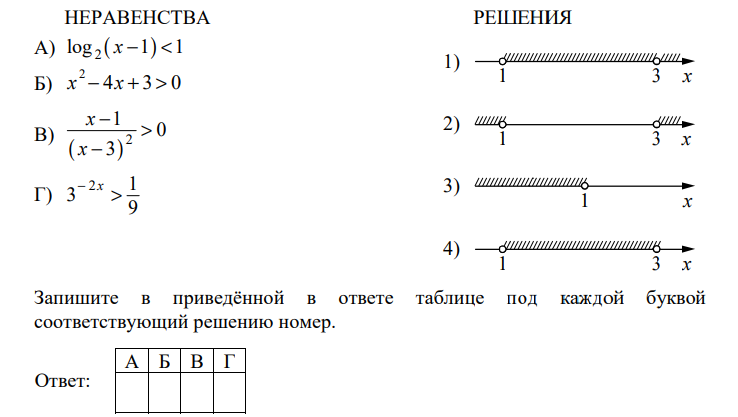 НЕРАВЕНСТВА РЕШЕНИЯ
А) log₂(x−1)<1
Б) x²−4x+3>0
В) (x−1)/(x−3)²>0
Г) 3⁻²ˣ>1/9
1) 1 3 x
2) 1 3 x
3) 1 x
4) 1 3 x
Запишите в приведённой в ответе таблице под каждой буквой
соответствующий решению номер.
А Б В Г
Ответ: